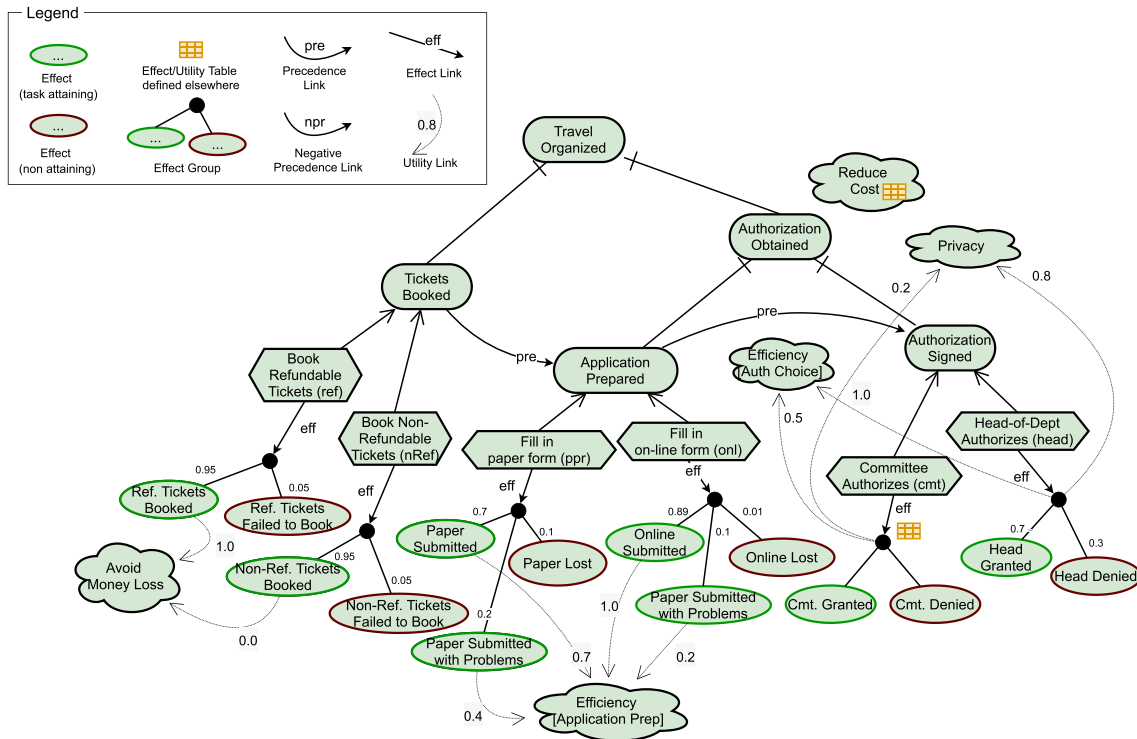 Legend
...
Effect
(task attaining)
Effect/Utility Table
defined elsewhere
pre
Precedence
Link
eff
Effect Link
...
Effect
(non attaining)
...
...
Effect Group
npr
Negative
Precedence Link
0.8
Utility Link
Travel
Organized
Reduce
Cost
Authorization
Obtained
Privacy
Tickets
Booked
0.2
0.8
pre
pre
Authorization
Signed
Book
Refundable
Tickets (ref)
Application
Prepared
Efficiency
[Auth Choice]
1.0
0.5
eff
Book Non-
Refundable
Tickets (nRef)
Fill in
paper form (ppr)
Fill in
on-line form (onl)
Head-of-Dept
Authorizes (head)
Committee
Authorizes (cmt)
0.95
0.05
eff
eff
eff
eff
eff
Ref. Tickets
Booked
Ref. Tickets
Failed to Book
0.7
0.1
0.89
0.1
0.01
0.7
0.3
Paper
Submitted
Paper Lost
Online
Submitted
Online Lost
Head
Granted
Head Denied
1.0
0.95
0.05
Avoid
Money Loss
Non-Ref. Tickets
Booked
Non-Ref. Tickets
Failed to Book
0.2
1.0
Paper Submitted
with Problems
Cmt. Granted
Cmt. Denied
0.0
Paper Submitted
with Problems
0.7
0.2
0.4
Efficiency
[Application Prep]